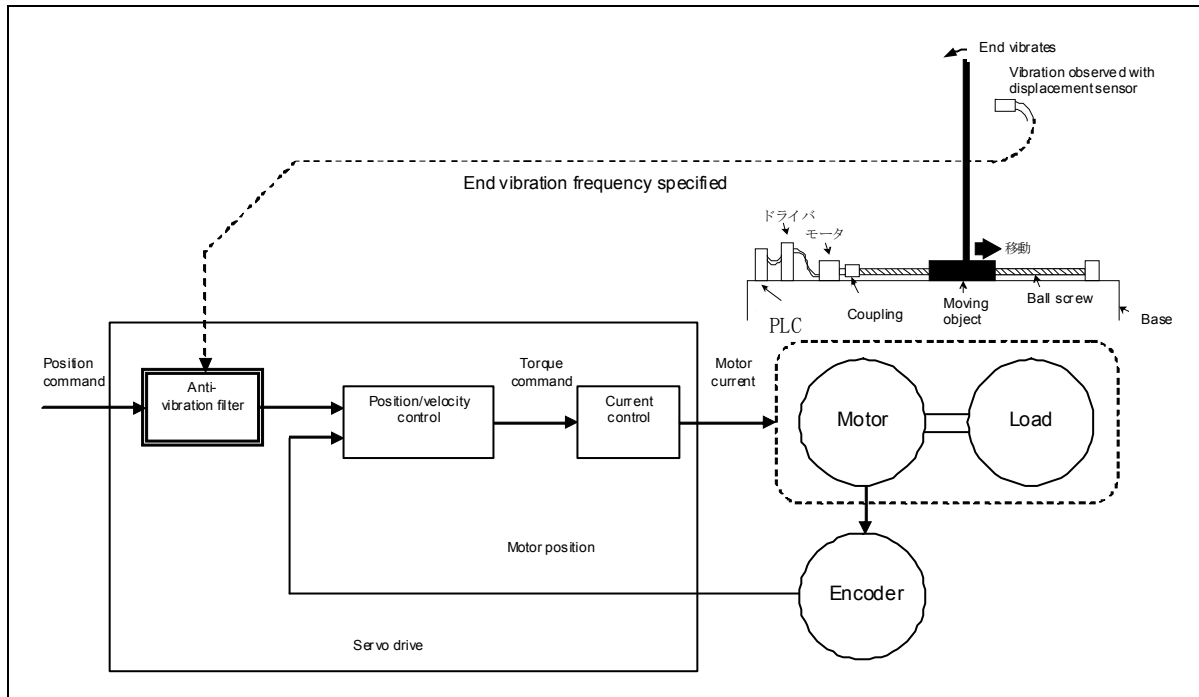 End vibrates
Vibration observed with
displacement sensor
End vibration frequency specified
ドライバ
モータ
移動
PLC
Coupling
Moving
object
Ball screw
Base
Position
command
Anti-
vibration filter
Position/velocity
control
Torque
command
Current
control
Motor
current
Motor
Load
Motor position
Encoder
Servo drive